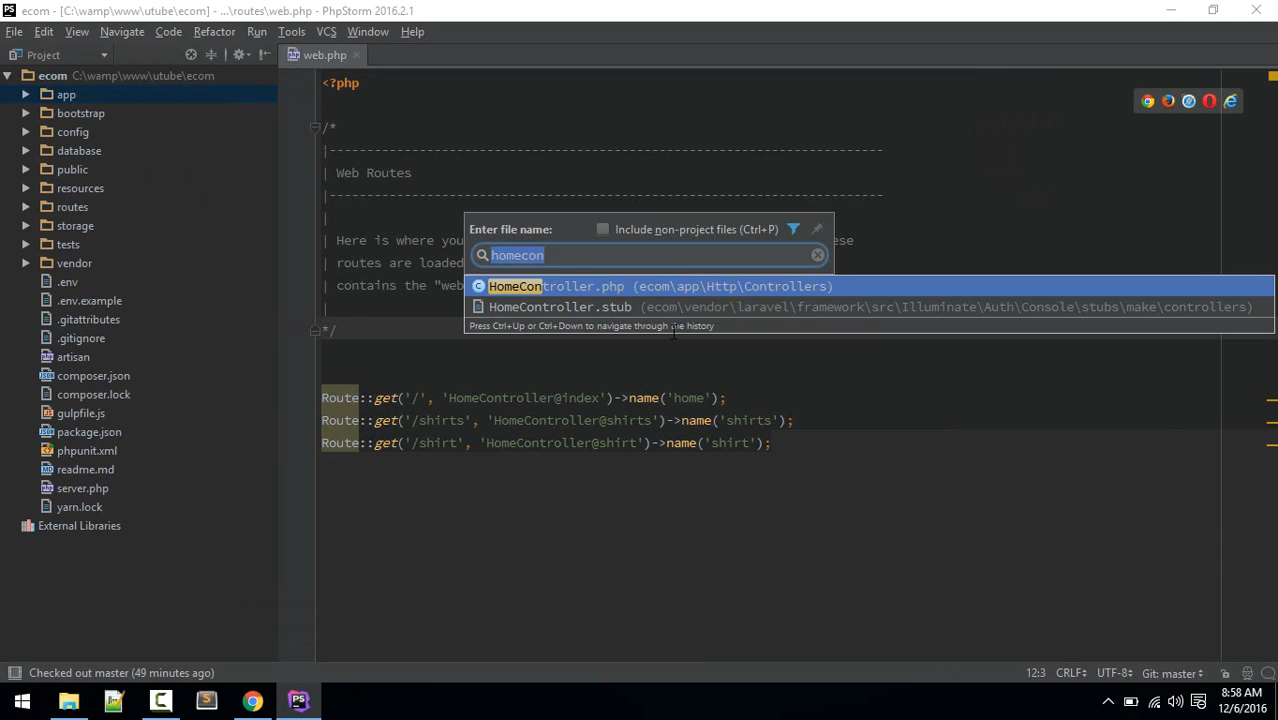 ecom - [C:\wamp\www\utube\ecom] - ...\routes\web.php - PhpStorm 2016.2.1
File Edit View Navigate Code Refactor Run Tools VCS Window Help
Project
web.php
ecom C:\wamp\www\utube\ecom
app
bootstrap
config
database
public
resources
routes
storage
tests
vendor
.env
.env.example
.gitattributes
.gitignore
artisan
composer.json
composer.lock
gulpfile.js
package.json
phpunit.xml
readme.md
server.php
yarn.lock
External Libraries
<?php
/*
|--------------------------------------------------------------------------
| Web Routes
|--------------------------------------------------------------------------
|
| Here is where you
ese
| routes are loaded
| contains the "web
|
*/
Enter file name:
Include non-project files (Ctrl+P)
homecon
HomeController.php (ecom\app\Http\Controllers)
HomeController.stub (ecom\vendor\laravel\framework\src\Illuminate\Auth\Console\stubs\make\controllers)
Press Ctrl+Up or Ctrl+Down to navigate through the history
Route::get('/', 'HomeController@index')->name('home');
Route::get('/shirts', 'HomeController@shirts')->name('shirts');
Route::get('/shirt', 'HomeController@shirt')->name('shirt');
Checked out master (49 minutes ago)
12:3 CRLF UTF-8 Git: master
8:58 AM
12/6/2016